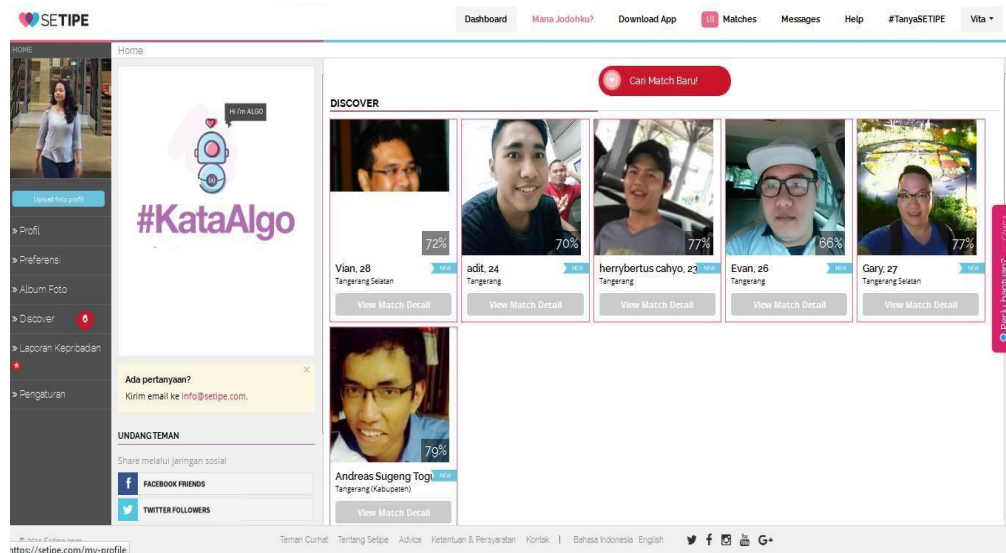 SETIPE
Dashboard
Mana Jodohku?
Download App
18 Matches
Messages
Help
#TanyaSETIPE
Vita
HOME
Upload foto profil
» Profil
» Preferensi
» Album Foto
» Discover 6
» Laporan Kepribadian
*
» Pengaturan
Home
Hi I'm ALGO
#KataAlgo
Ada pertanyaan?
×
Kirim email ke info@setipe.com.
UNDANG TEMAN
Share melalui jaringan sosial
f FACEBOOK FRIENDS
TWITTER FOLLOWERS
Cari Match Baru!
DISCOVER
72%
Vian, 28
NEW
Tangerang Selatan
View Match Detail
70%
adit, 24
NEW
Tangerang
View Match Detail
77%
herrybertus cahyo, 23
NEW
Tangerang
View Match Detail
66%
Evan, 26
NEW
Tangerang
View Match Detail
77%
Gary, 27
NEW
Tangerang Selatan
View Match Detail
79%
Andreas Sugeng Togu
NEW
Tangerang (Kabupaten)
View Match Detail
Perlu bantuan?
Teman Curhat Tentang Setipe Advice Ketentuan & Persyaratan Kontak | Bahasa Indonesia English
https://setipe.com/my-profile